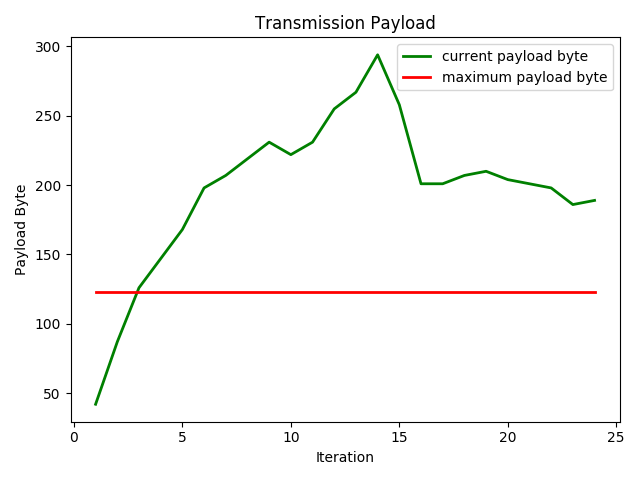 Transmission Payload
current payload byte
maximum payload byte
Payload Byte
300
250
200
150
100
50
0 5 10 15 20 25
Iteration